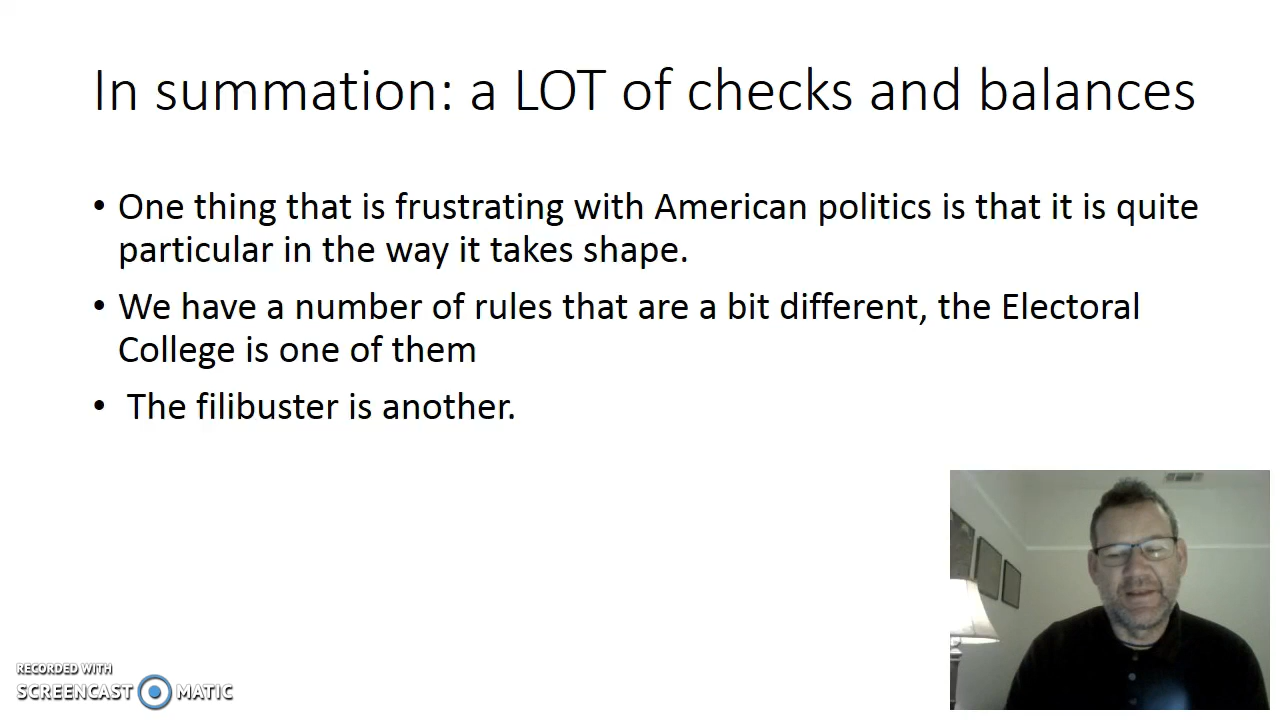 In summation: a LOT of checks and balances
• One thing that is frustrating with American politics is that it is quite
particular in the way it takes shape.
• We have a number of rules that are a bit different, the Electoral
College is one of them
• The filibuster is another.
RECORDED WITH
SCREENCAST MATIC